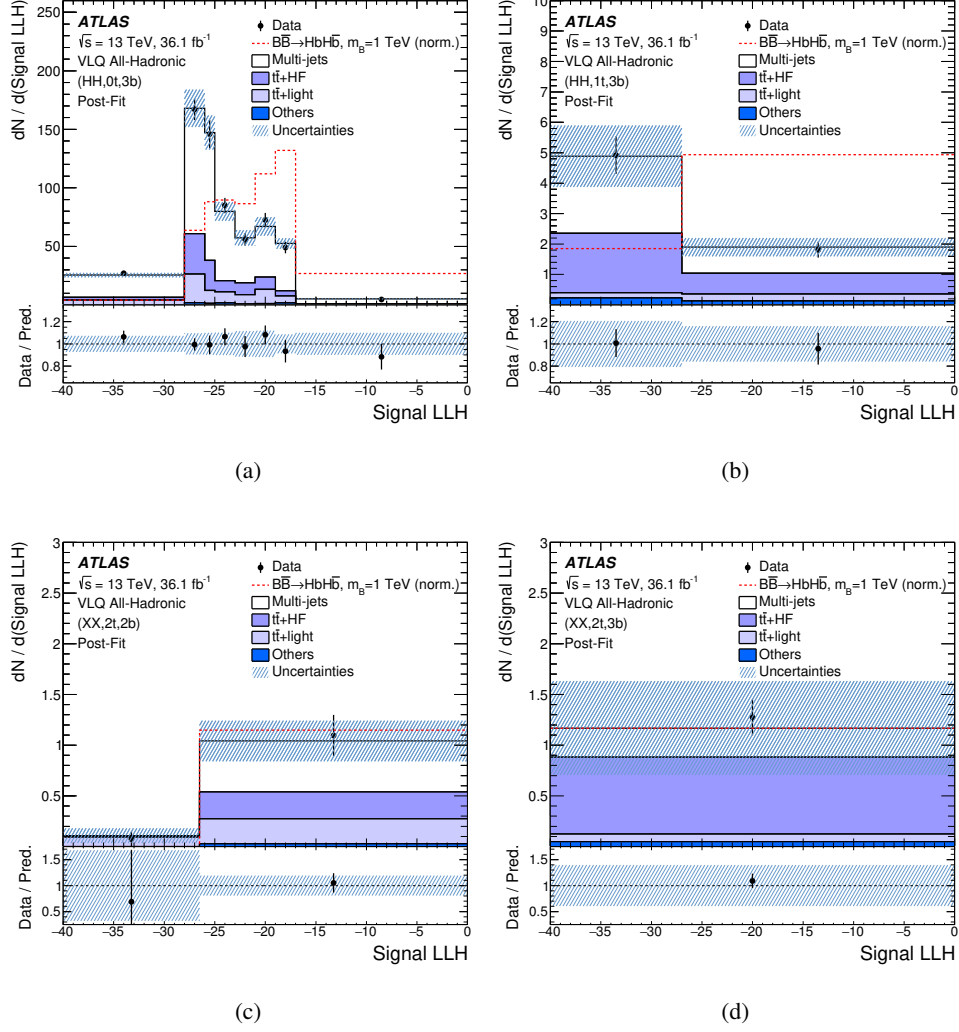 dN / d(Signal LLH)
250
200
150
100
50
ATLAS
√s = 13 TeV, 36.1 fb⁻¹
VLQ All-Hadronic
(HH,0t,3b)
Post-Fit
Data
BB̅→HbHb̅, m_B=1 TeV (norm.)
Multi-jets
tt̅+HF
tt̅+light
Others
Uncertainties
Data / Pred.
1.2
1
0.8
−40 −35 −30 −25 −20 −15 −10 −5 0
Signal LLH
(a)
dN / d(Signal LLH)
10
9
8
7
6
5
4
3
2
1
ATLAS
√s = 13 TeV, 36.1 fb⁻¹
VLQ All-Hadronic
(HH,1t,3b)
Post-Fit
Data
BB̅→HbHb̅, m_B=1 TeV (norm.)
Multi-jets
tt̅+HF
tt̅+light
Others
Uncertainties
Data / Pred.
1.2
1
0.8
−40 −35 −30 −25 −20 −15 −10 −5 0
Signal LLH
(b)
dN / d(Signal LLH)
3
2.5
2
1.5
1
0.5
ATLAS
√s = 13 TeV, 36.1 fb⁻¹
VLQ All-Hadronic
(XX,2t,2b)
Post-Fit
Data
BB̅→HbHb̅, m_B=1 TeV (norm.)
Multi-jets
tt̅+HF
tt̅+light
Others
Uncertainties
Data / Pred.
1.5
1
0.5
−40 −35 −30 −25 −20 −15 −10 −5 0
Signal LLH
(c)
dN / d(Signal LLH)
3
2.5
2
1.5
1
0.5
ATLAS
√s = 13 TeV, 36.1 fb⁻¹
VLQ All-Hadronic
(XX,2t,3b)
Post-Fit
Data
BB̅→HbHb̅, m_B=1 TeV (norm.)
Multi-jets
tt̅+HF
tt̅+light
Others
Uncertainties
Data / Pred.
1.5
1
0.5
−40 −35 −30 −25 −20 −15 −10 −5 0
Signal LLH
(d)